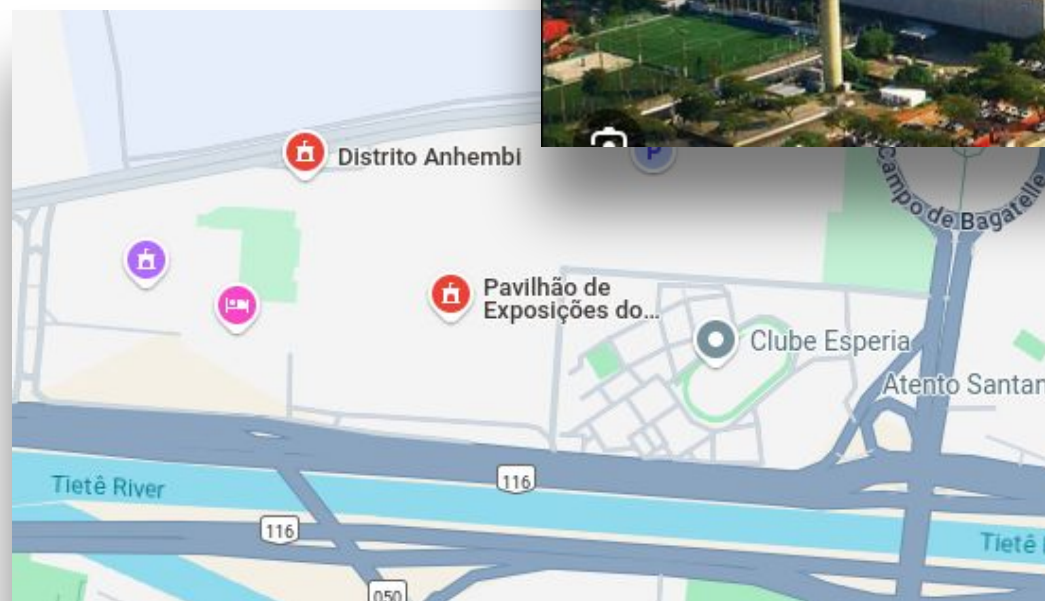 Distrito Anhembi
P
Campo de Bagatelle
Pavilhão de
Exposições do...
Clube Esperia
Atento Santan
116
Tietê River
Tietê
116
050